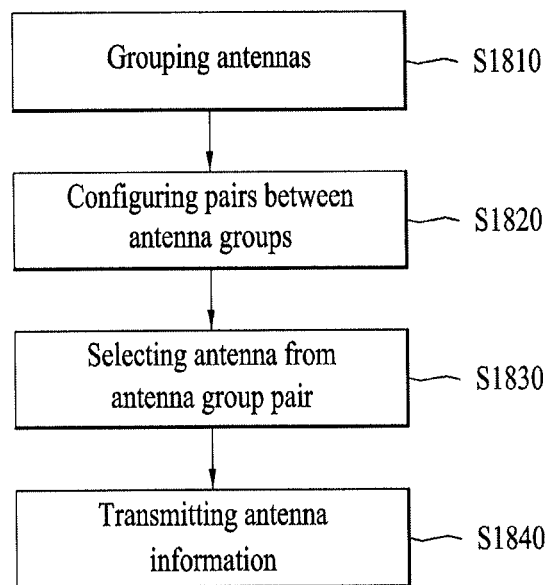 Grouping antennas
S1810
Configuring pairs between
antenna groups
S1820
Selecting antenna from
antenna group pair
S1830
Transmitting antenna
information
S1840